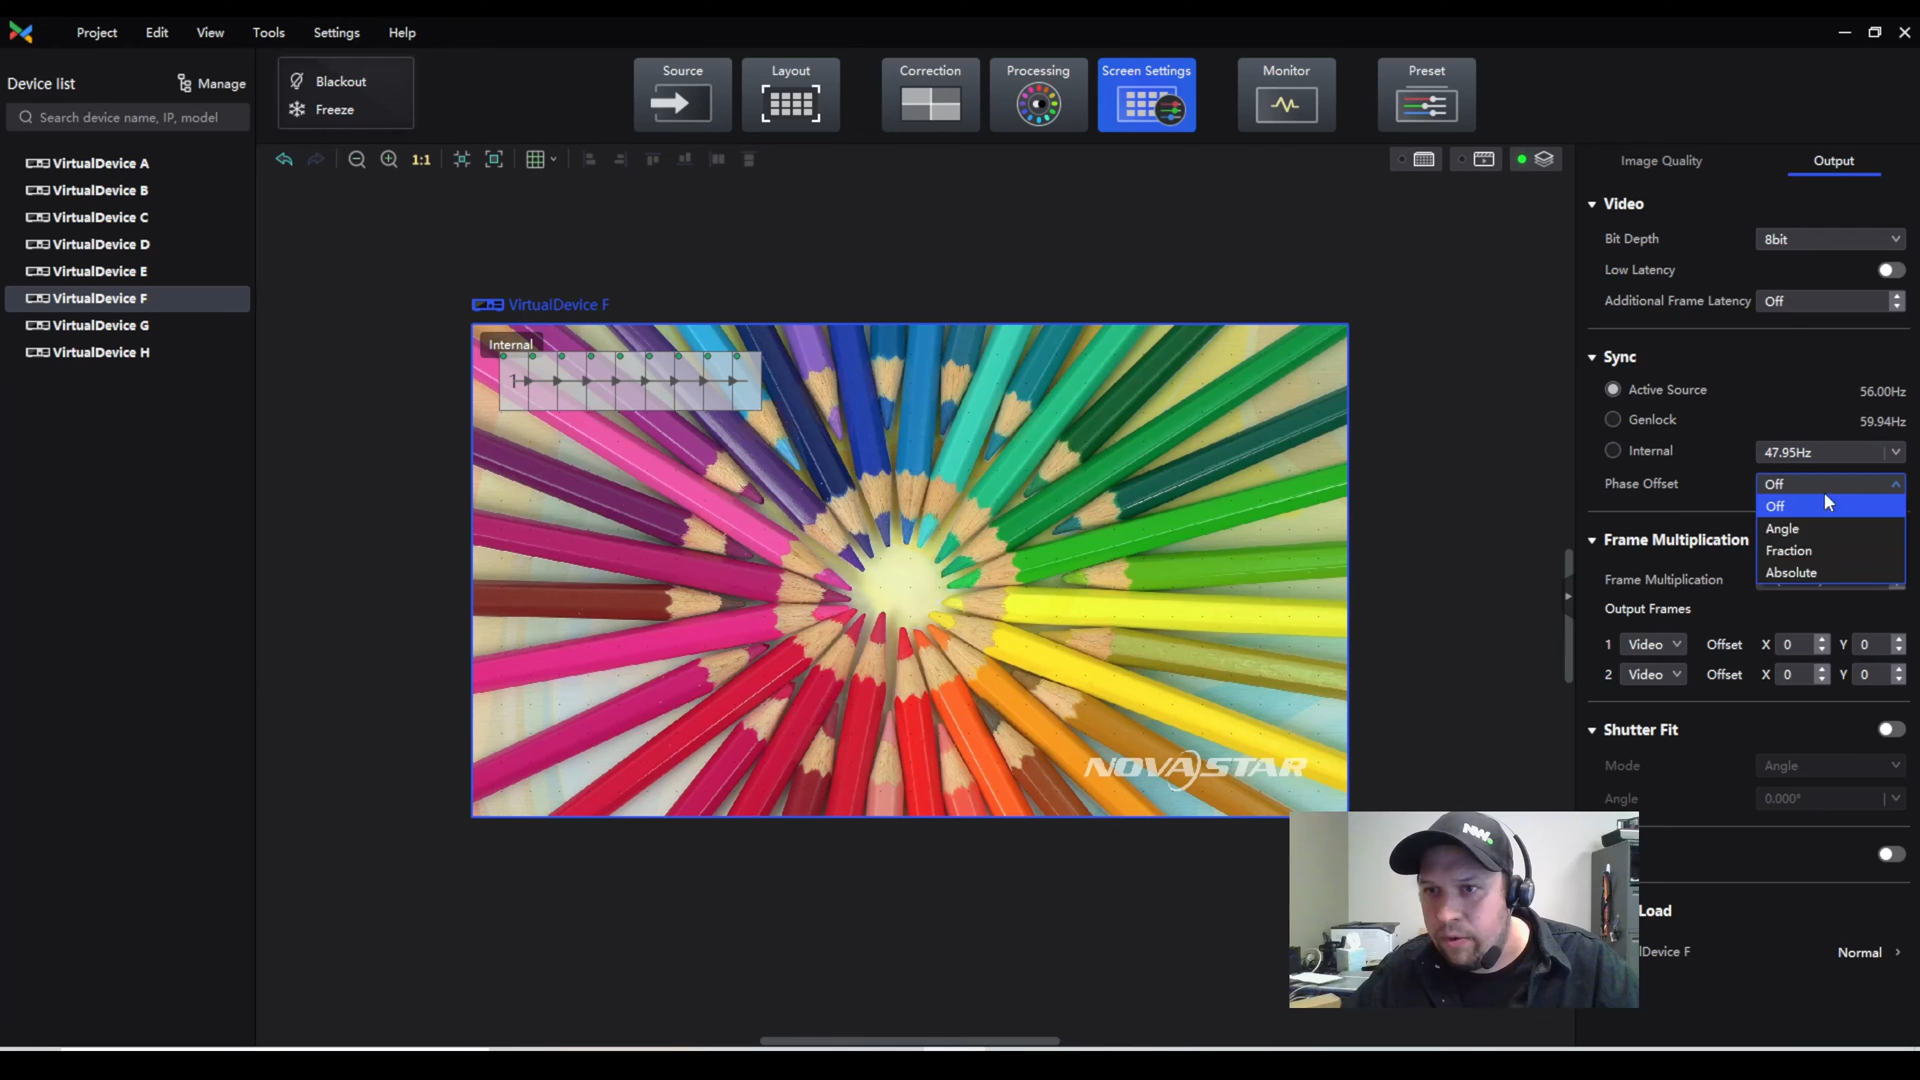 Project Edit View Tools Settings Help
Device list Manage
Search device name, IP, model
VirtualDevice A
VirtualDevice B
VirtualDevice C
VirtualDevice D
VirtualDevice E
VirtualDevice F
VirtualDevice G
VirtualDevice H
Blackout
Freeze
Source Layout Correction Processing Screen Settings Monitor Preset
1:1
VirtualDevice F
Internal
1
NOVASTAR
NW.
Image Quality Output
Video
Bit Depth 8bit
Low Latency
Additional Frame Latency Off
Sync
Active Source 56.00Hz
Genlock 59.94Hz
Internal 47.95Hz
Phase Offset Off
Off
Angle
Fraction
Absolute
Frame Multiplication
Frame Multiplication
Output Frames
1 Video Offset X 0 Y 0
2 Video Offset X 0 Y 0
Shutter Fit
Mode Angle
Angle 0.000°
Load
Device F Normal